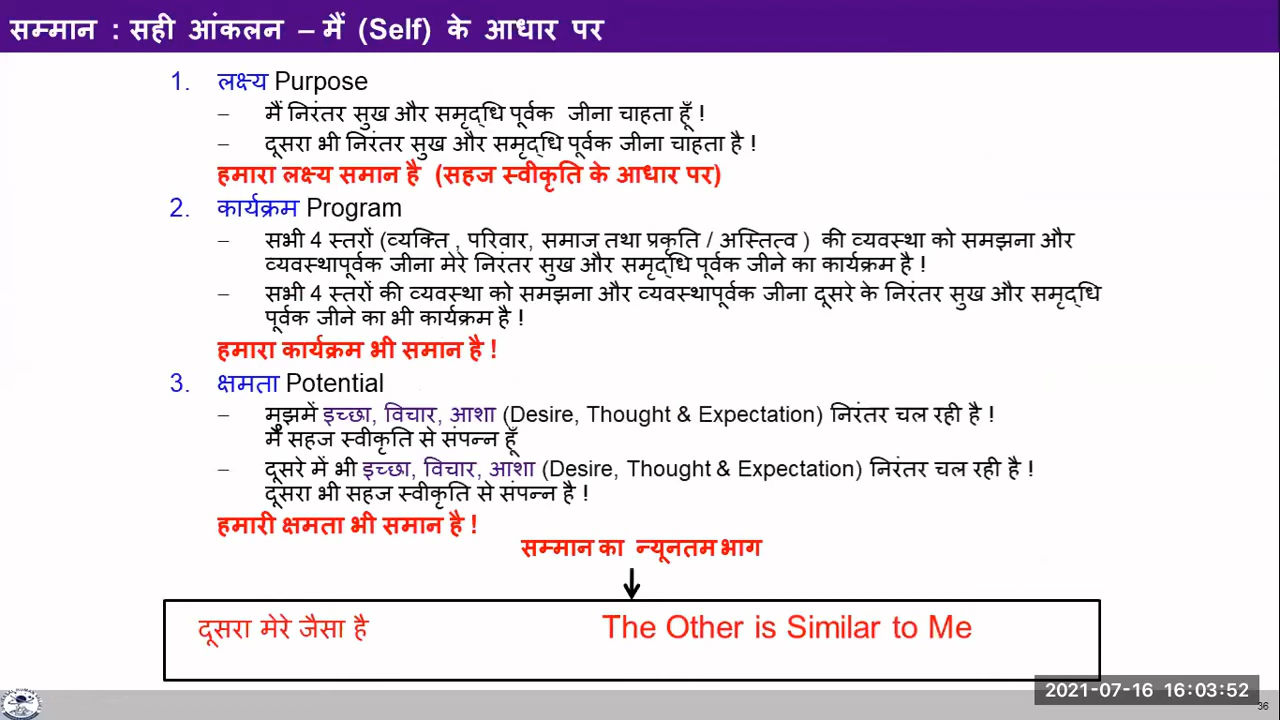 सम्मान : सही आंकलन – मैं (Self) के आधार पर
1. लक्ष्य Purpose
– मैं निरंतर सुख और समृद्धि पूर्वक जीना चाहता हूँ !
– दूसरा भी निरंतर सुख और समृद्धि पूर्वक जीना चाहता है !
हमारा लक्ष्य समान है (सहज स्वीकृति के आधार पर)
2. कार्यक्रम Program
– सभी 4 स्तरों (व्यक्ति , परिवार, समाज तथा प्रकृति / अस्तित्व ) की व्यवस्था को समझना और
व्यवस्थापूर्वक जीना मेरे निरंतर सुख और समृद्धि पूर्वक जीने का कार्यक्रम है !
– सभी 4 स्तरों की व्यवस्था को समझना और व्यवस्थापूर्वक जीना दूसरे के निरंतर सुख और समृद्धि
पूर्वक जीने का भी कार्यक्रम है !
हमारा कार्यक्रम भी समान है !
3. क्षमता Potential
– मुझमें इच्छा, विचार, आशा (Desire, Thought & Expectation) निरंतर चल रही है !
मैं सहज स्वीकृति से संपन्न हूँ
– दूसरे में भी इच्छा, विचार, आशा (Desire, Thought & Expectation) निरंतर चल रही है !
दूसरा भी सहज स्वीकृति से संपन्न है !
हमारी क्षमता भी समान है !
सम्मान का न्यूनतम भाग
दूसरा मेरे जैसा है The Other is Similar to Me
2021-07-16 16:03:52
36